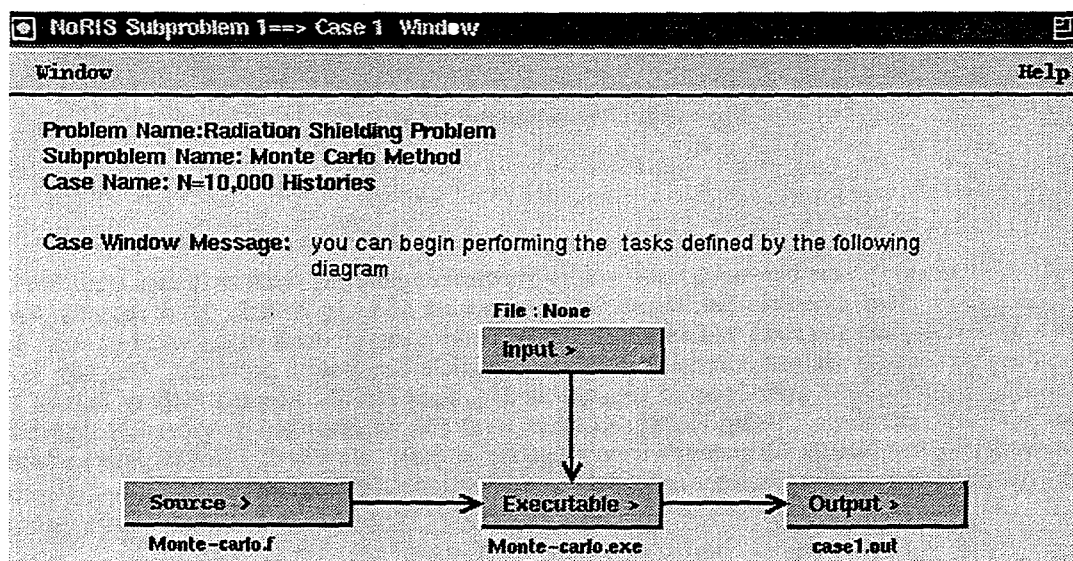 NoRIS Subproblem 1==> Case 1 Window
Window Help
Problem Name:Radiation Shielding Problem
Subproblem Name: Monte Carlo Method
Case Name: N=10,000 Histories
Case Window Message: you can begin performing the tasks defined by the following
diagram
File : None
Input >
Source > Executable > Output >
Monte-carlo.f Monte-carlo.exe case1.out